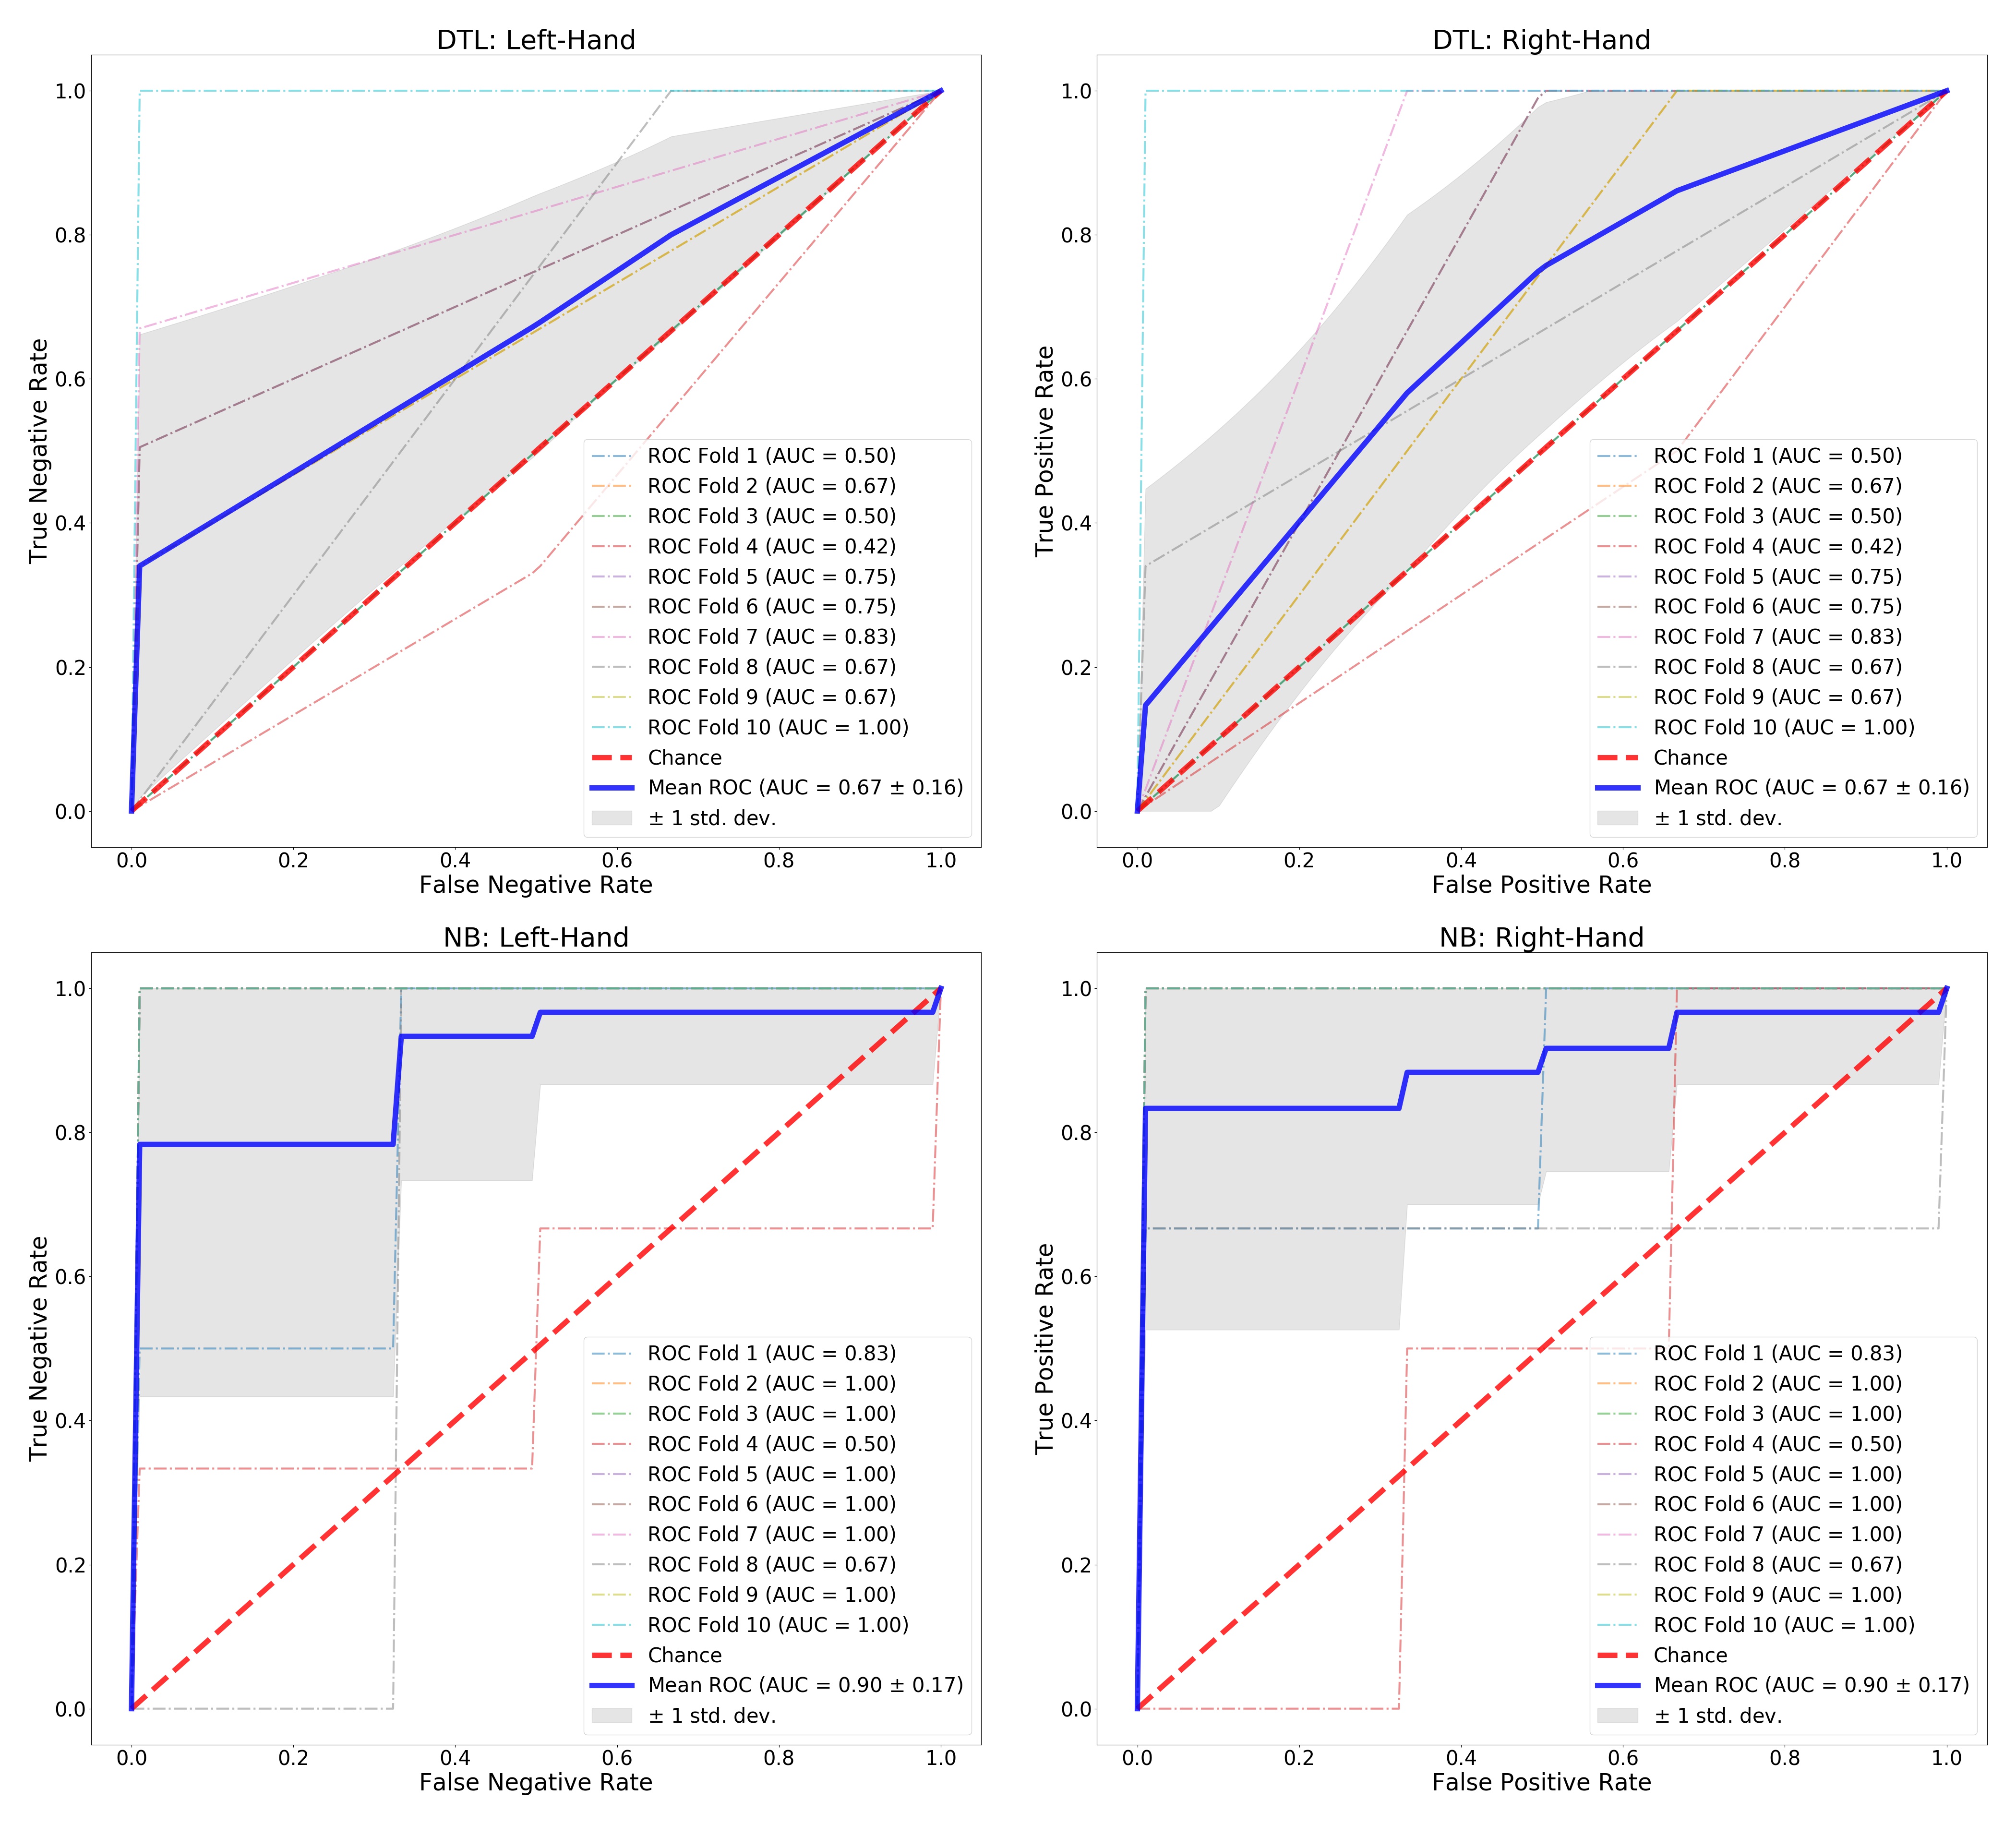 DTL: Left-Hand
True Negative Rate
1.0
0.8
0.6
0.4
0.2
0.0
ROC Fold 1 (AUC = 0.50)
ROC Fold 2 (AUC = 0.67)
ROC Fold 3 (AUC = 0.50)
ROC Fold 4 (AUC = 0.42)
ROC Fold 5 (AUC = 0.75)
ROC Fold 6 (AUC = 0.75)
ROC Fold 7 (AUC = 0.83)
ROC Fold 8 (AUC = 0.67)
ROC Fold 9 (AUC = 0.67)
ROC Fold 10 (AUC = 1.00)
Chance
Mean ROC (AUC = 0.67 ± 0.16)
± 1 std. dev.
0.0 0.2 0.4 0.6 0.8 1.0
False Negative Rate
DTL: Right-Hand
True Positive Rate
1.0
0.8
0.6
0.4
0.2
0.0
ROC Fold 1 (AUC = 0.50)
ROC Fold 2 (AUC = 0.67)
ROC Fold 3 (AUC = 0.50)
ROC Fold 4 (AUC = 0.42)
ROC Fold 5 (AUC = 0.75)
ROC Fold 6 (AUC = 0.75)
ROC Fold 7 (AUC = 0.83)
ROC Fold 8 (AUC = 0.67)
ROC Fold 9 (AUC = 0.67)
ROC Fold 10 (AUC = 1.00)
Chance
Mean ROC (AUC = 0.67 ± 0.16)
± 1 std. dev.
0.0 0.2 0.4 0.6 0.8 1.0
False Positive Rate
NB: Left-Hand
True Negative Rate
1.0
0.8
0.6
0.4
0.2
0.0
ROC Fold 1 (AUC = 0.83)
ROC Fold 2 (AUC = 1.00)
ROC Fold 3 (AUC = 1.00)
ROC Fold 4 (AUC = 0.50)
ROC Fold 5 (AUC = 1.00)
ROC Fold 6 (AUC = 1.00)
ROC Fold 7 (AUC = 1.00)
ROC Fold 8 (AUC = 0.67)
ROC Fold 9 (AUC = 1.00)
ROC Fold 10 (AUC = 1.00)
Chance
Mean ROC (AUC = 0.90 ± 0.17)
± 1 std. dev.
0.0 0.2 0.4 0.6 0.8 1.0
False Negative Rate
NB: Right-Hand
True Positive Rate
1.0
0.8
0.6
0.4
0.2
0.0
ROC Fold 1 (AUC = 0.83)
ROC Fold 2 (AUC = 1.00)
ROC Fold 3 (AUC = 1.00)
ROC Fold 4 (AUC = 0.50)
ROC Fold 5 (AUC = 1.00)
ROC Fold 6 (AUC = 1.00)
ROC Fold 7 (AUC = 1.00)
ROC Fold 8 (AUC = 0.67)
ROC Fold 9 (AUC = 1.00)
ROC Fold 10 (AUC = 1.00)
Chance
Mean ROC (AUC = 0.90 ± 0.17)
± 1 std. dev.
0.0 0.2 0.4 0.6 0.8 1.0
False Positive Rate